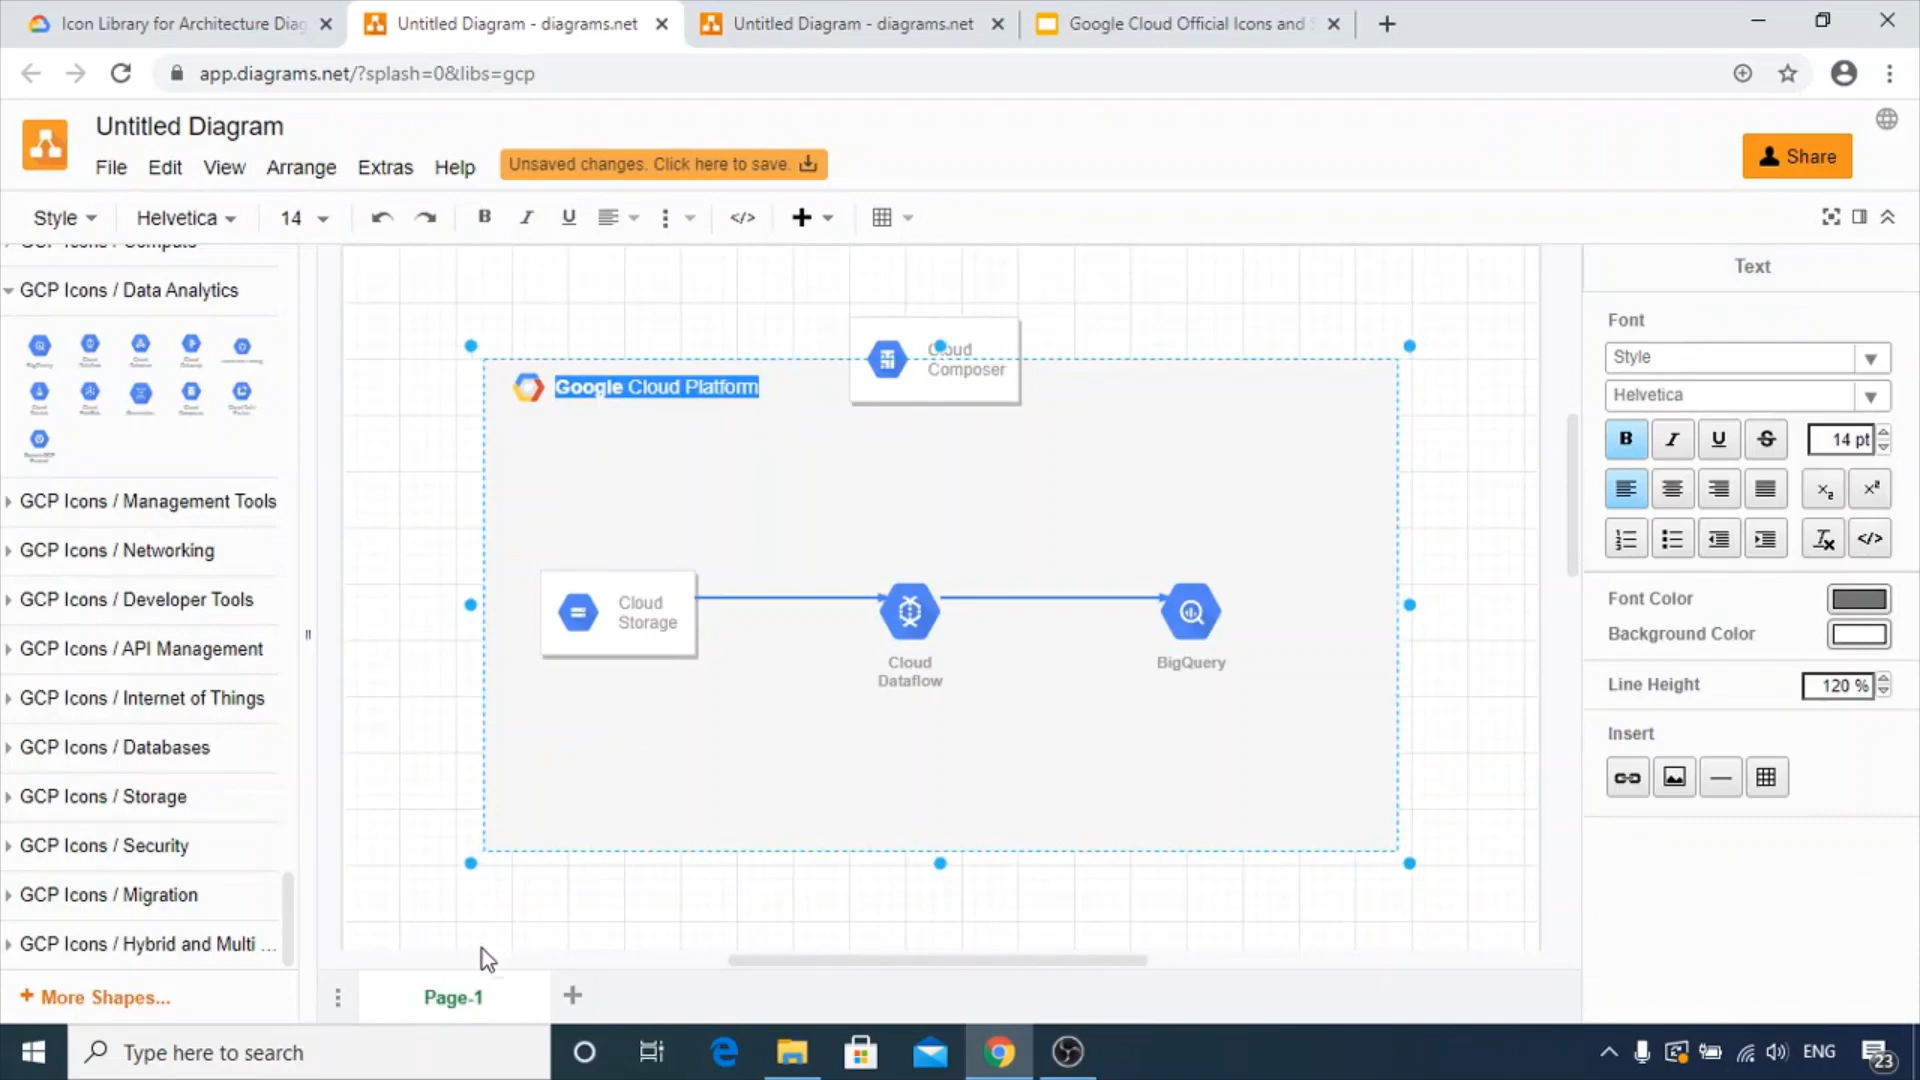 Icon Library for Architecture Diag
Untitled Diagram - diagrams.net
Untitled Diagram - diagrams.net
Google Cloud Official Icons and S
app.diagrams.net/?splash=0&libs=gcp
Untitled Diagram
File Edit View Arrange Extras Help
Unsaved changes. Click here to save.
Share
Style
Helvetica
14
GCP Icons / Compute
GCP Icons / Data Analytics
GCP Icons / Management Tools
GCP Icons / Networking
GCP Icons / Developer Tools
GCP Icons / API Management
GCP Icons / Internet of Things
GCP Icons / Databases
GCP Icons / Storage
GCP Icons / Security
GCP Icons / Migration
GCP Icons / Hybrid and Multi ...
+ More Shapes...
Cloud
Composer
Google Cloud Platform
Cloud
Storage
Cloud
Dataflow
BigQuery
Page-1
Text
Font
Style
Helvetica
14 pt
Font Color
Background Color
Line Height
120 %
Insert
Type here to search
ENG
23